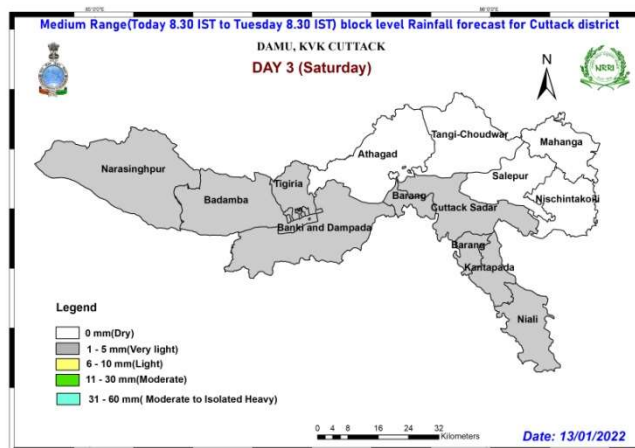 Medium Range(Today 8.30 IST to Tuesday 8.30 IST) block level Rainfall forecast for Cuttack district
DAMU, KVK CUTTACK
DAY 3 (Saturday)
N
NRRI
Tangi-Choudwar
Mahanga
Athagad
Narasinghpur
Salepur
Tigiria
Badamba
Barang
Nischintakoili
Cuttack Sadar
Banki and Dampada
Barang
Kantapada
Niali
Legend
0 mm(Dry)
1 - 5 mm(Very light)
6 - 10 mm(Light)
11 - 30 mm(Moderate)
31 - 60 mm( Moderate to Isolated Heavy)
0 4 8 16 24 32
Kilometers
Date: 13/01/2022